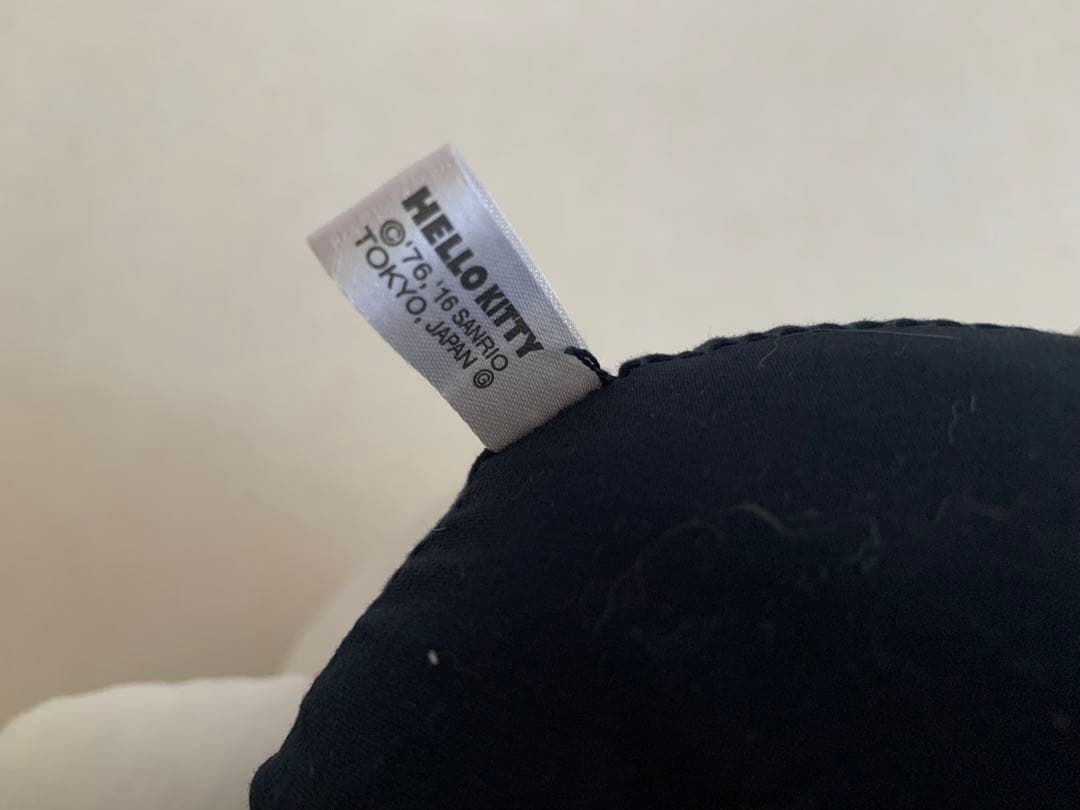 HELLO KITTY
©'76,'16 SANRIO
TOKYO, JAPAN Ⓖ